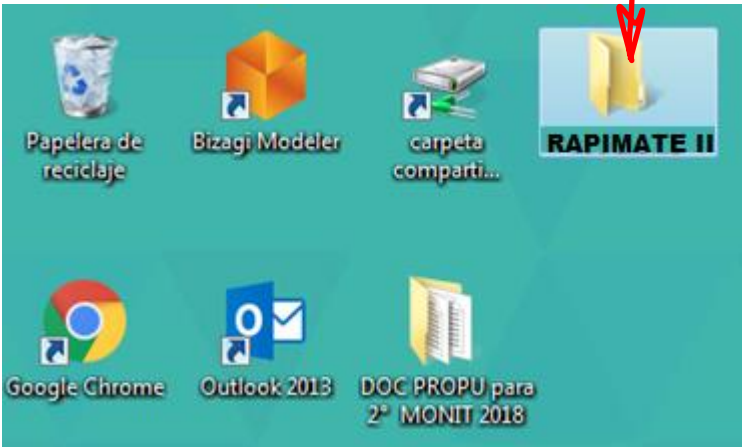 Papelera de
reciclaje
Bizagi Modeler
carpeta
comparti...
RAPIMATE II
Google Chrome
Outlook 2013
DOC PROPU para
2° MONIT 2018